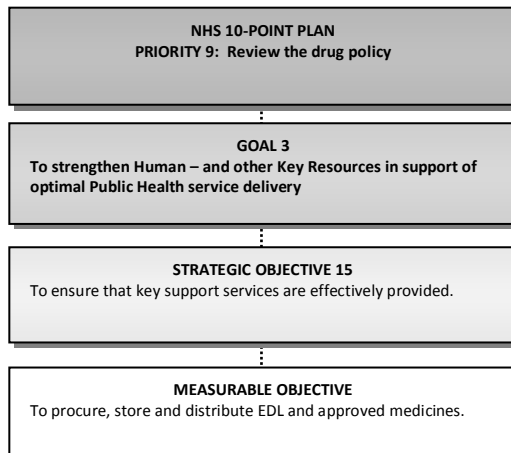 NHS 10-POINT PLAN
PRIORITY 9:  Review the drug policy
GOAL 3
To strengthen Human – and other Key Resources in support of
optimal Public Health service delivery
STRATEGIC OBJECTIVE 15
To ensure that key support services are effectively provided.
MEASURABLE OBJECTIVE
To procure, store and distribute EDL and approved medicines.